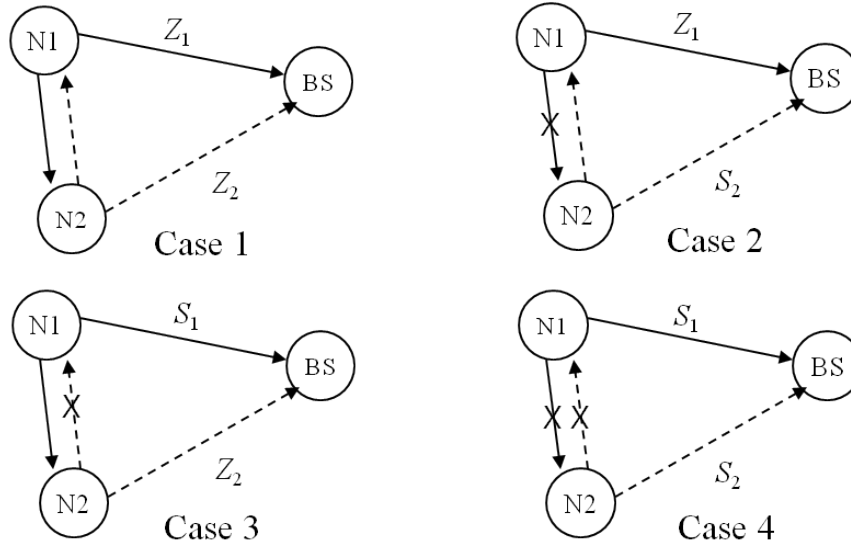 N1
Z₁
BS
N2
Z₂
Case 1
N1
Z₁
BS
X
N2
S₂
Case 2
N1
S₁
BS
X
N2
Z₂
Case 3
N1
S₁
BS
X X
N2
S₂
Case 4